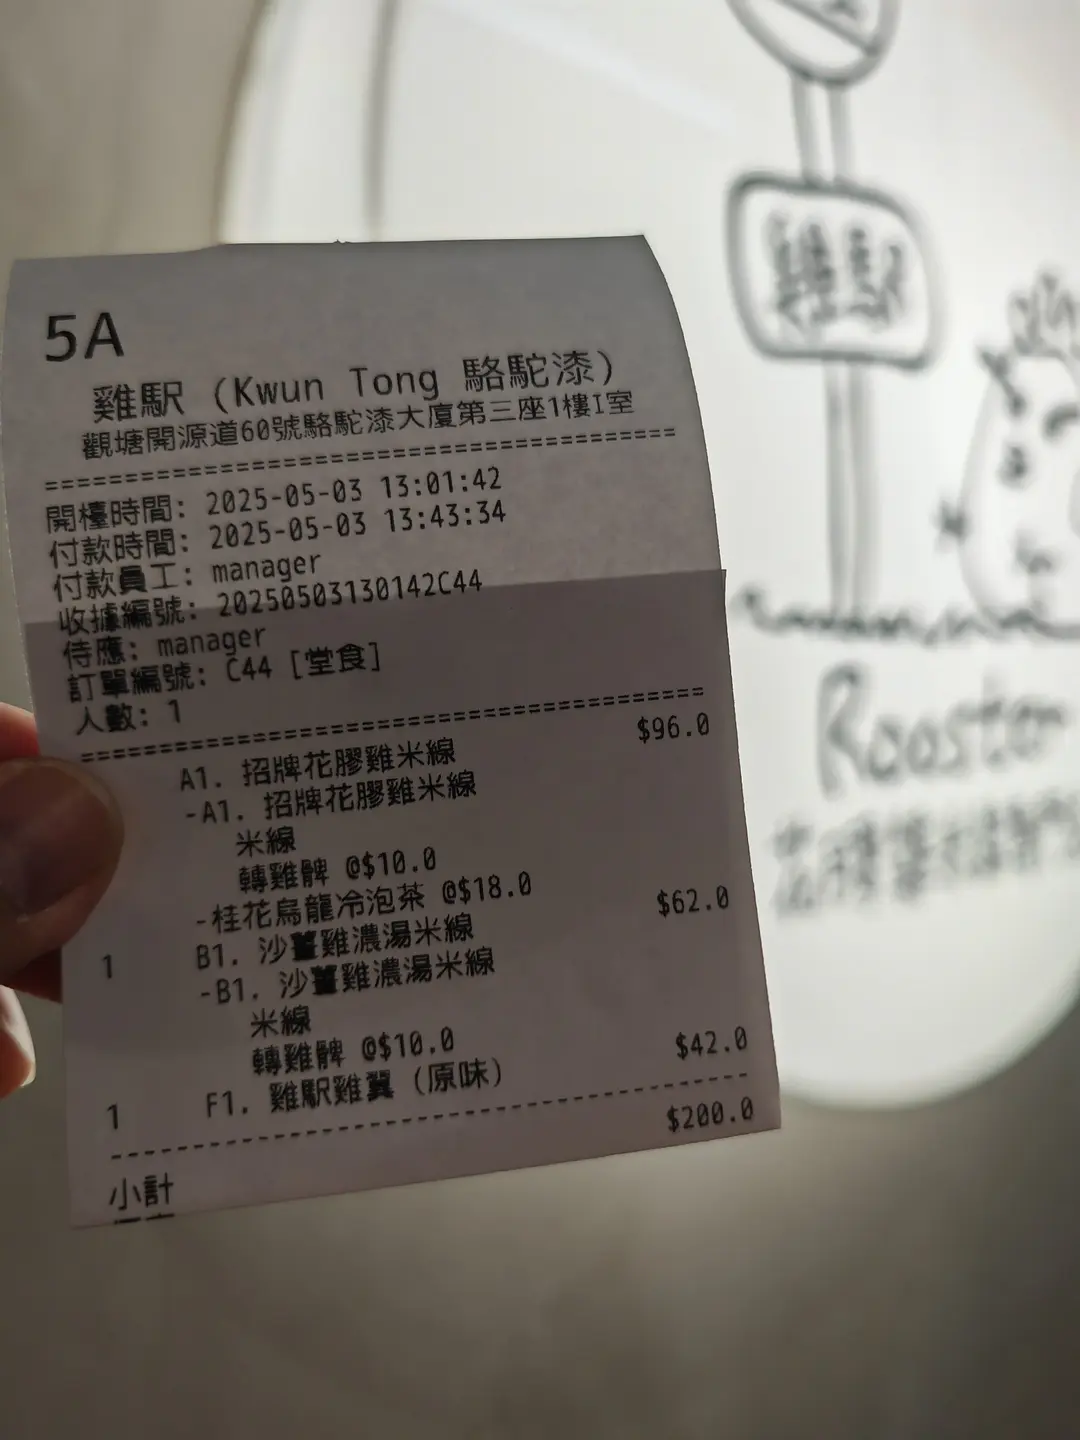 5A
雞駅 (Kwun Tong 駱駝漆)
觀塘開源道60號駱駝漆大廈第三座1樓I室
========================================
開檯時間: 2025-05-03 13:01:42
付款時間: 2025-05-03 13:43:34
付款員工: manager
收據編號: 20250503130142C44
侍應: manager
訂單編號: C44 [堂食]
人數: 1
========================================
A1. 招牌花膠雞米線 $96.0
-A1. 招牌花膠雞米線
米線
轉雞髀 @$10.0
-桂花烏龍冷泡茶 @$18.0
1 B1. 沙薑雞濃湯米線 $62.0
-B1. 沙薑雞濃湯米線
米線
轉雞髀 @$10.0
1 F1. 雞駅雞翼 (原味) $42.0
----------------------------------------
小計 $200.0
雞駅
Rooster